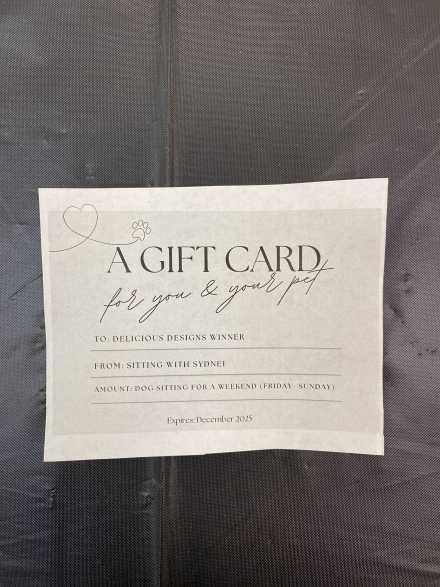 A GIFT CARD
for you & your pet
TO: DELICIOUS DESIGNS WINNER
FROM: SITTING WITH SYDNEI
AMOUNT: DOG SITTING FOR A WEEKEND (FRIDAY - SUNDAY)
Expires: December 2025